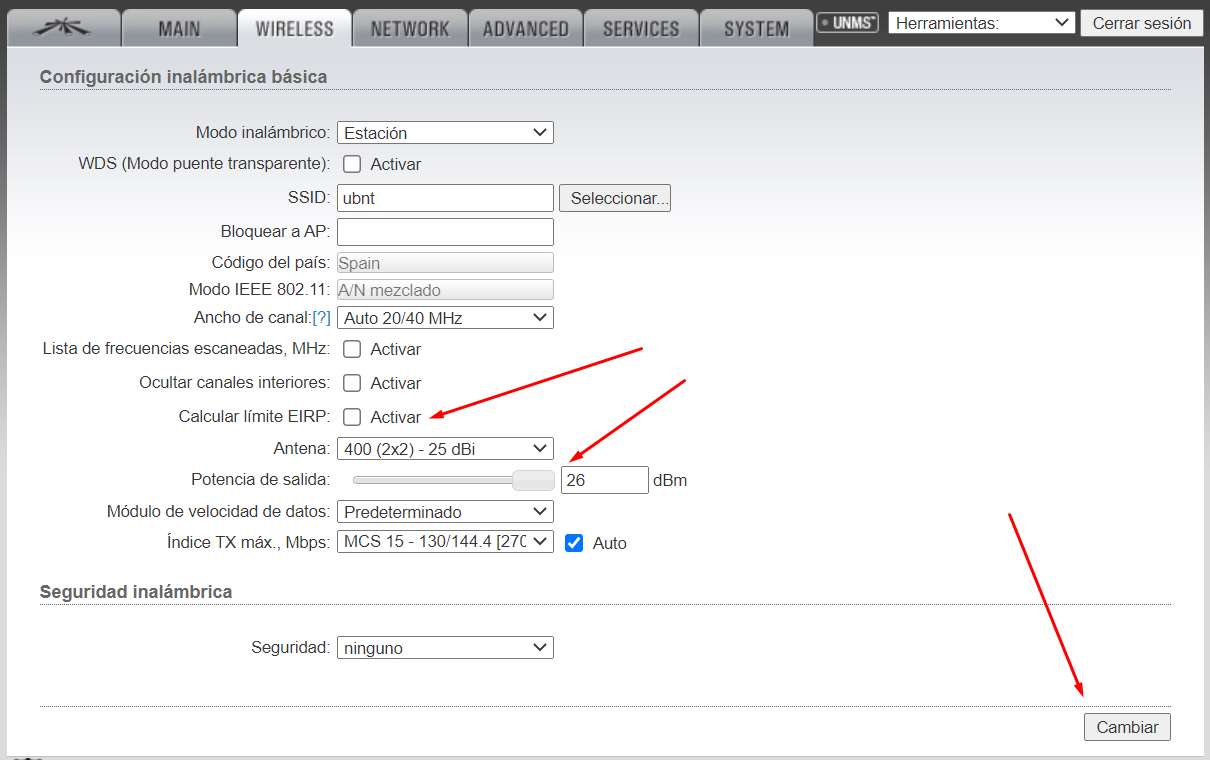 MAIN WIRELESS NETWORK ADVANCED SERVICES SYSTEM UNMS™ Herramientas: Cerrar sesión
Configuración inalámbrica básica
Modo inalámbrico: Estación
WDS (Modo puente transparente): Activar
SSID: ubnt Seleccionar...
Bloquear a AP:
Código del país: Spain
Modo IEEE 802.11: A/N mezclado
Ancho de canal:[?] Auto 20/40 MHz
Lista de frecuencias escaneadas, MHz: Activar
Ocultar canales interiores: Activar
Calcular límite EIRP: Activar
Antena: 400 (2x2) - 25 dBi
Potencia de salida: 26 dBm
Módulo de velocidad de datos: Predeterminado
Índice TX máx., Mbps: MCS 15 - 130/144.4 [270 Auto
Seguridad inalámbrica
Seguridad: ninguno
Cambiar